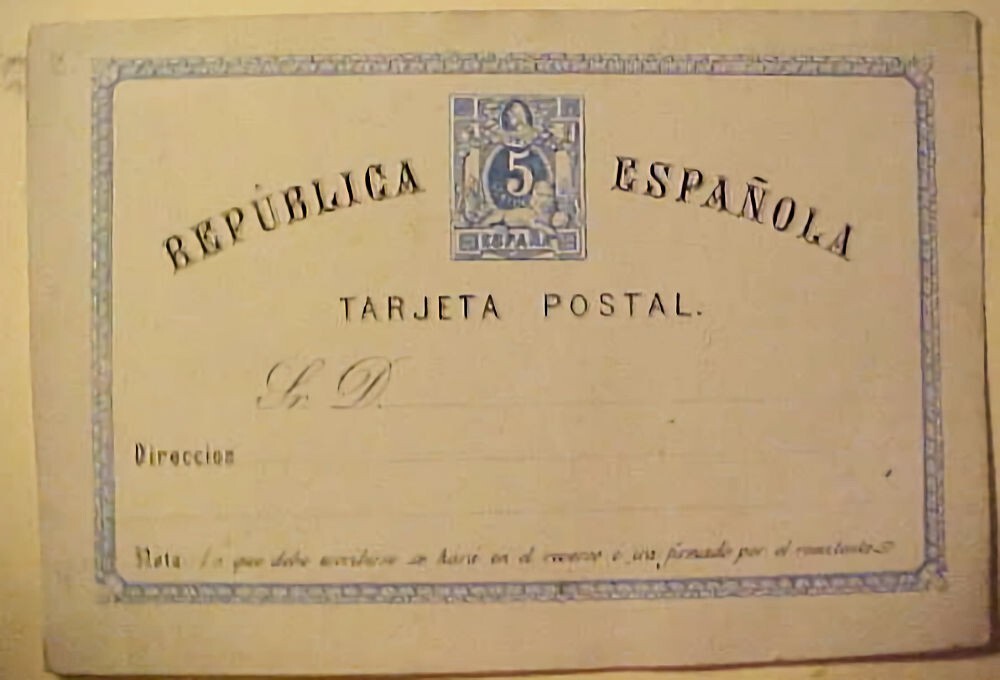 REPÚBLICA ESPAÑOLA
5
ESPAÑA
TARJETA POSTAL.
Sr. D.
Direccion
Nota Lo que debe escribirse se hará en el reverso é irá firmado por el remitente